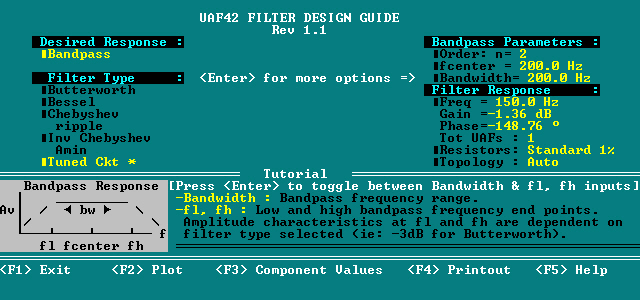 UAF42 FILTER DESIGN GUIDE
Rev 1.1
Desired Response :
Bandpass
Filter Type :
Butterworth
Bessel
Chebyshev
ripple
Inv Chebyshev
Amin
Tuned Ckt *
<Enter> for more options =>
Bandpass Parameters :
Order: n= 2
fcenter = 200.0 Hz
Bandwidth= 200.0 Hz
Filter Response :
Freq = 150.0 Hz
Gain =-1.36 dB
Phase=-148.76 º
Tot UAFs : 1
Resistors: Standard 1%
Topology : Auto
Tutorial
Bandpass Response
Av
bw
f
fl fcenter fh
[Press <Enter> to toggle between Bandwidth & fl, fh inputs]
-Bandwidth : Bandpass frequency range.
-fl, fh : Low and high bandpass frequency end points.
Amplitude characteristics at fl and fh are dependent on
filter type selected (ie: -3dB for Butterworth).
<F1> Exit <F2> Plot <F3> Component Values <F4> Printout <F5> Help